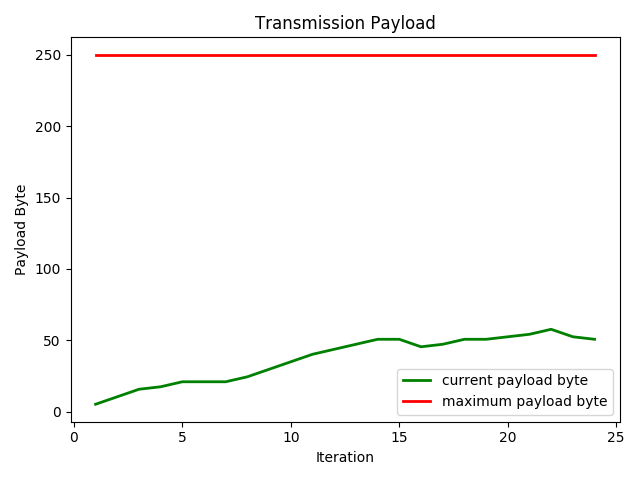 Transmission Payload
250
200
150
100
50
0
Payload Byte
0
5
10
15
20
25
Iteration
current payload byte
maximum payload byte